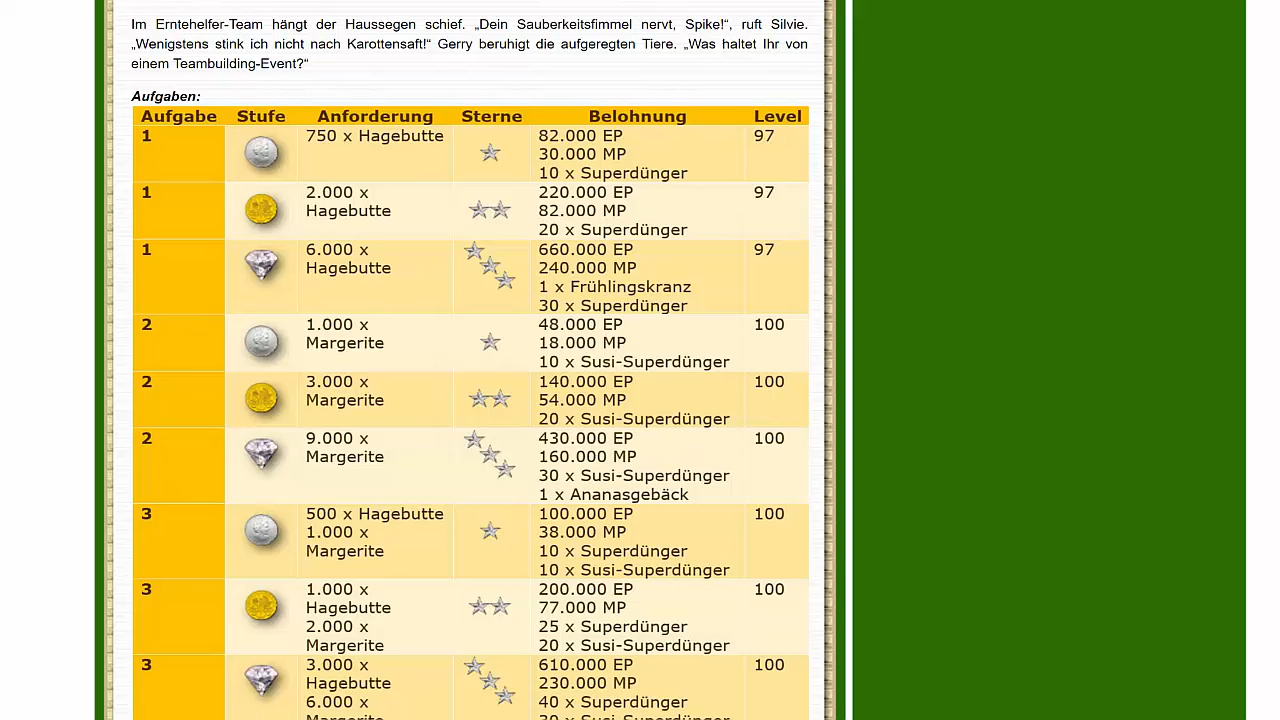 Im Erntehelfer-Team hängt der Haussegen schief. „Dein Sauberkeitsfimmel nervt, Spike!“, ruft Silvie.
„Wenigstens stink ich nicht nach Karottensaft!“ Gerry beruhigt die aufgeregten Tiere. „Was haltet Ihr von
einem Teambuilding-Event?“
Aufgaben:
Aufgabe Stufe Anforderung Sterne Belohnung Level
1 750 x Hagebutte 82.000 EP 97
30.000 MP
10 x Superdünger
1 2.000 x 220.000 EP 97
Hagebutte 82.000 MP
20 x Superdünger
1 6.000 x 660.000 EP 97
Hagebutte 240.000 MP
1 x Frühlingskranz
30 x Superdünger
2 1.000 x 48.000 EP 100
Margerite 18.000 MP
10 x Susi-Superdünger
2 3.000 x 140.000 EP 100
Margerite 54.000 MP
20 x Susi-Superdünger
2 9.000 x 430.000 EP 100
Margerite 160.000 MP
30 x Susi-Superdünger
1 x Ananasgebäck
3 500 x Hagebutte 100.000 EP 100
1.000 x 38.000 MP
Margerite 10 x Superdünger
10 x Susi-Superdünger
3 1.000 x 200.000 EP 100
Hagebutte 77.000 MP
2.000 x 25 x Superdünger
Margerite 20 x Susi-Superdünger
3 3.000 x 610.000 EP 100
Hagebutte 230.000 MP
6.000 x 40 x Superdünger
Margerite 30 x Susi-Superdünger